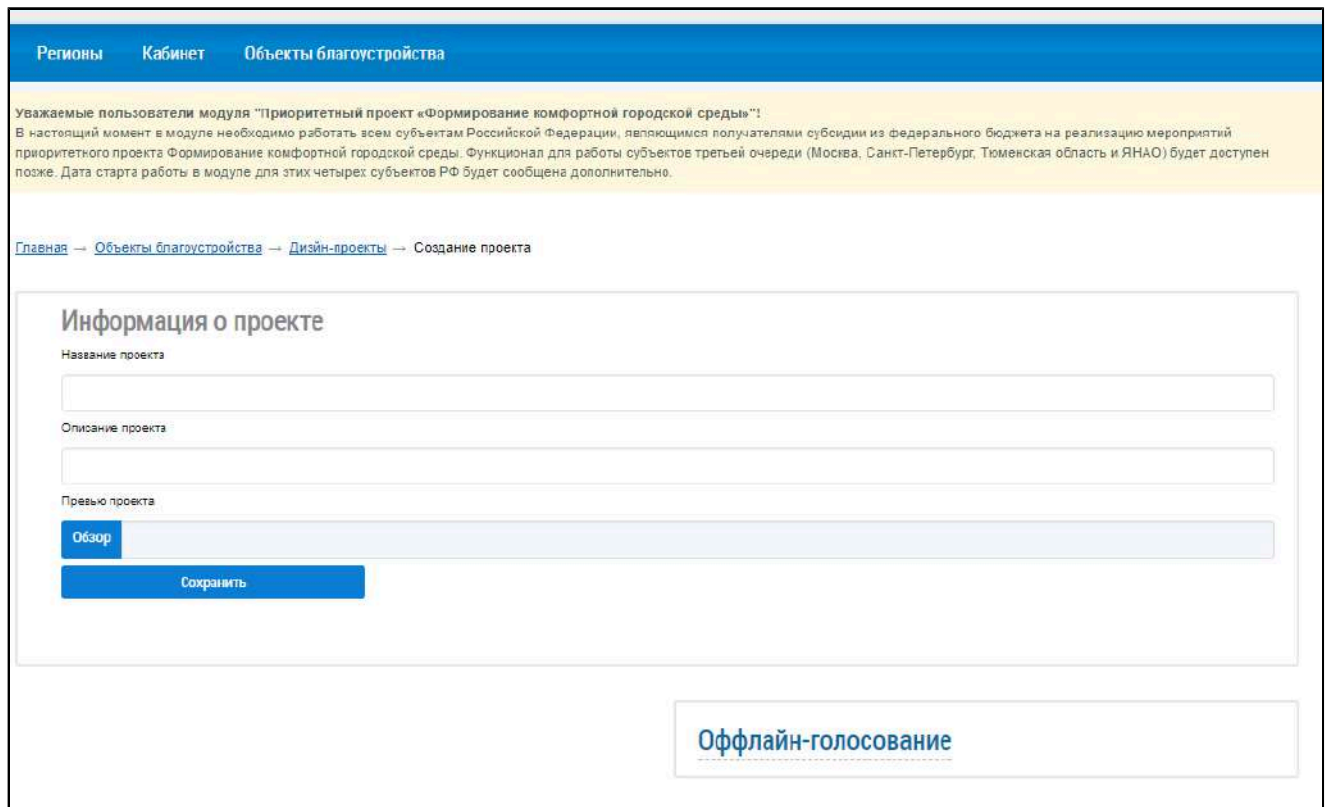 Регионы Кабинет Объекты благоустройства
Уважаемые пользователи модуля "Приоритетный проект «Формирование комфортной городской среды»"!
В настоящий момент в модуле необходимо работать всем субъектам Российской Федерации, являющимся получателями субсидии из федерального бюджета на реализацию мероприятий
приоритетного проекта Формирование комфортной городской среды. Функционал для работы субъектов третьей очереди (Москва, Санкт-Петербург, Тюменская область и ЯНАО) будет доступен
позже. Дата старта работы в модуле для этих четырех субъектов РФ будет сообщена дополнительно.
Главная → Объекты благоустройства → Дизйн-проекты → Создание проекта
Информация о проекте
Название проекта
Описание проекта
Превью проекта
Обзор
Сохранить
Оффлайн-голосование